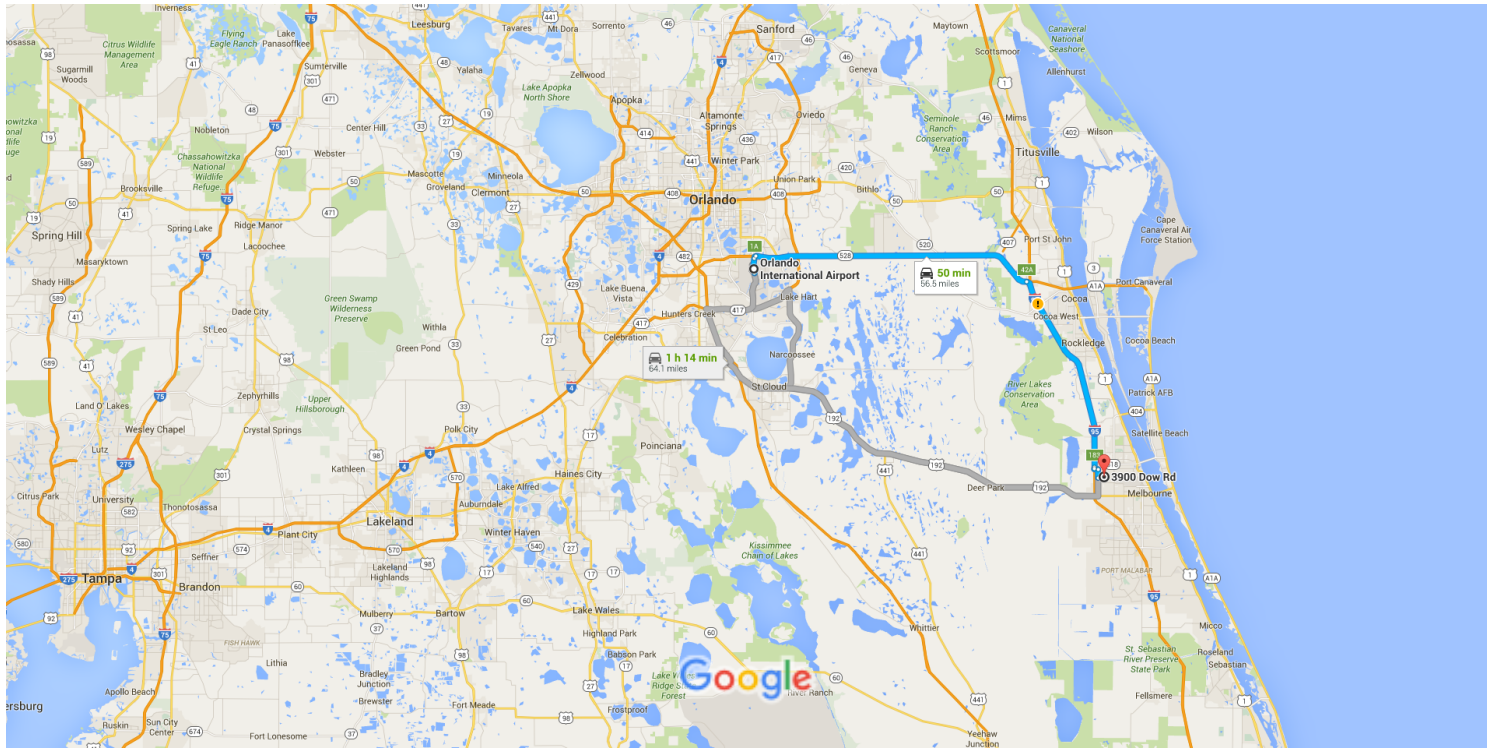 Inverness
Flying
Eagle Ranch
Lake
Panasoffkee
Leesburg
Tavares
Mt Dora
Sorrento
Sanford
Maytown
Canaveral
National
Seashore
Scottsmoor
Citrus Wildlife
Management
Area
Sumterville
Yalaha
Zellwood
Geneva
Allenhurst
Sugarmill
Woods
Lake Apopka
North Shore
Apopka
Altamonte
Springs
Oviedo
Seminole
Ranch
Conservation
Area
Mims
Wilson
Nobleton
Center Hill
Titusville
Chassahowitzka
National
Wildlife
Refuge
Webster
Mascotte
Groveland
Minneola
Clermont
Winter Park
Union Park
Bithlo
Brooksville
Orlando
Spring Hill
Spring Lake
Ridge Manor
Lacoochee
Cape
Canaveral Air
Force Station
Port St John
Masaryktown
1A
Orlando
International Airport
528
520
407
50 min
56.5 miles
42A
Port Canaveral
Shady Hills
Green Swamp
Wilderness
Preserve
Lake Buena
Vista
Lake Hart
Cocoa
Cocoa West
Dade City
St Leo
Withla
Green Pond
Hunters Creek
417
Celebration
Rockledge
Cocoa Beach
1 h 14 min
64.1 miles
Narcoossee
St Cloud
River Lakes
Conservation
Area
Patrick AFB
Zephyrhills
Upper
Hillsborough
Land O' Lakes
Wesley Chapel
Crystal Springs
Polk City
192
Satellite Beach
Lutz
Poinciana
Kathleen
Haines City
441
Deer Park
3900 Dow Rd
Melbourne
Citrus Park
University
Thonotosassa
Lake Alfred
Auburndale
Lakeland
Plant City
Winter Haven
Seffner
Lakeland
Highlands
Kissimmee
Chain of Lakes
PORT MALABAR
Tampa
Brandon
Mulberry
Bartow
Lake Wales
Micco
FISH HAWK
Highland Park
Babson Park
Whittier
St. Sebastian
River Preserve
State Park
Roseland
Sebastian
Lithia
Bradley
Junction
Brewster
Google
River Ranch
Fellsmere
Apollo Beach
Fort Meade
Frostproof
ersburg
Ruskin
Sun City
Center
Fort Lonesome
Yeehaw
Junction